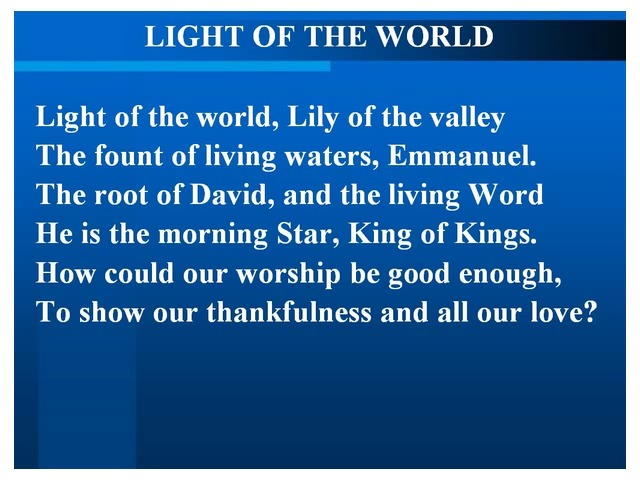 LIGHT OF THE WORLD
Light of the world, Lily of the valley
The fount of living waters, Emmanuel.
The root of David, and the living Word
He is the morning Star, King of Kings.
How could our worship be good enough,
To show our thankfulness and all our love?